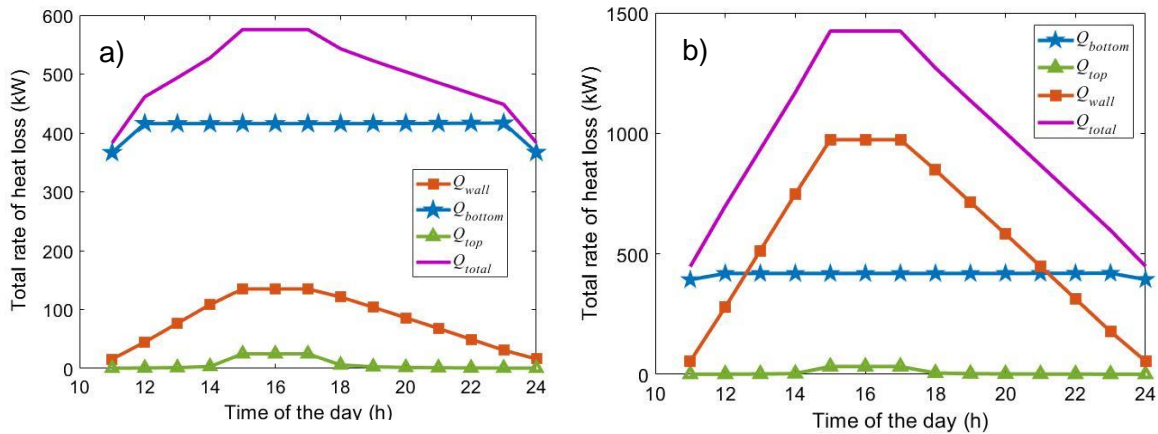 a)
Total rate of heat loss (kW)
600
500
400
300
200
100
0
10
12
14
16
18
20
22
24
Time of the day (h)
Q_wall
Q_bottom
Q_top
Q_total
b)
Total rate of heat loss (kW)
1500
1000
500
0
10
12
14
16
18
20
22
24
Time of the day (h)
Q_bottom
Q_top
Q_wall
Q_total